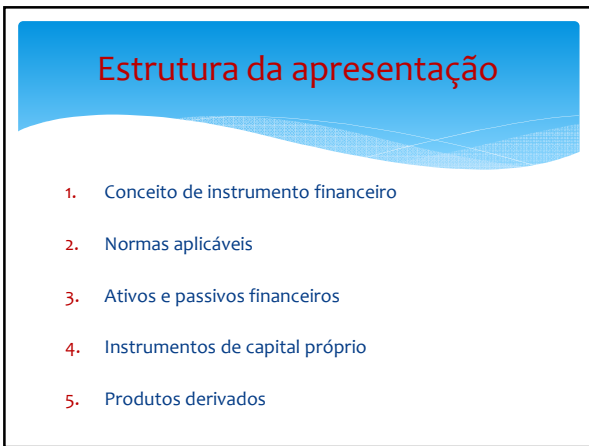 Estrutura da apresentação
1. Conceito de instrumento financeiro
2. Normas aplicáveis
3. Ativos e passivos financeiros
4. Instrumentos de capital próprio
5. Produtos derivados